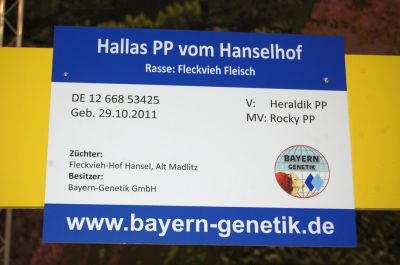 Hallas PP vom Hanselhof
Rasse: Fleckvieh Fleisch
DE 12 668 53425
Geb. 29.10.2011
V: Heraldik PP
MV: Rocky PP
Züchter:
Fleckvieh-Hof Hansel, Alt Madlitz
Besitzer:
Bayern-Genetik GmbH
BAYERN
GENETIK
www.bayern-genetik.de